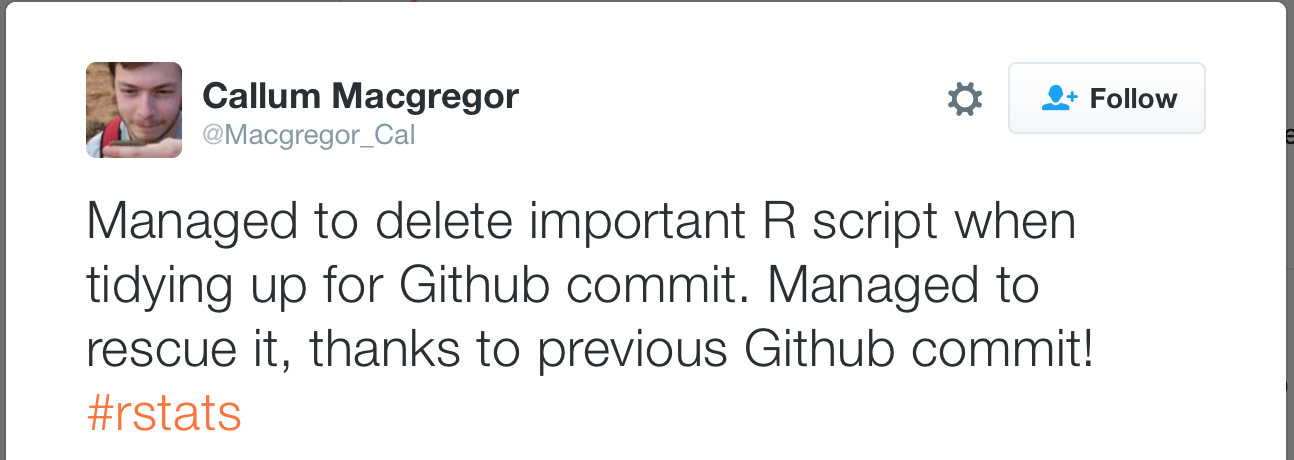 Callum Macgregor
@Macgregor_Cal
Follow
Managed to delete important R script when
tidying up for Github commit. Managed to
rescue it, thanks to previous Github commit!
#rstats